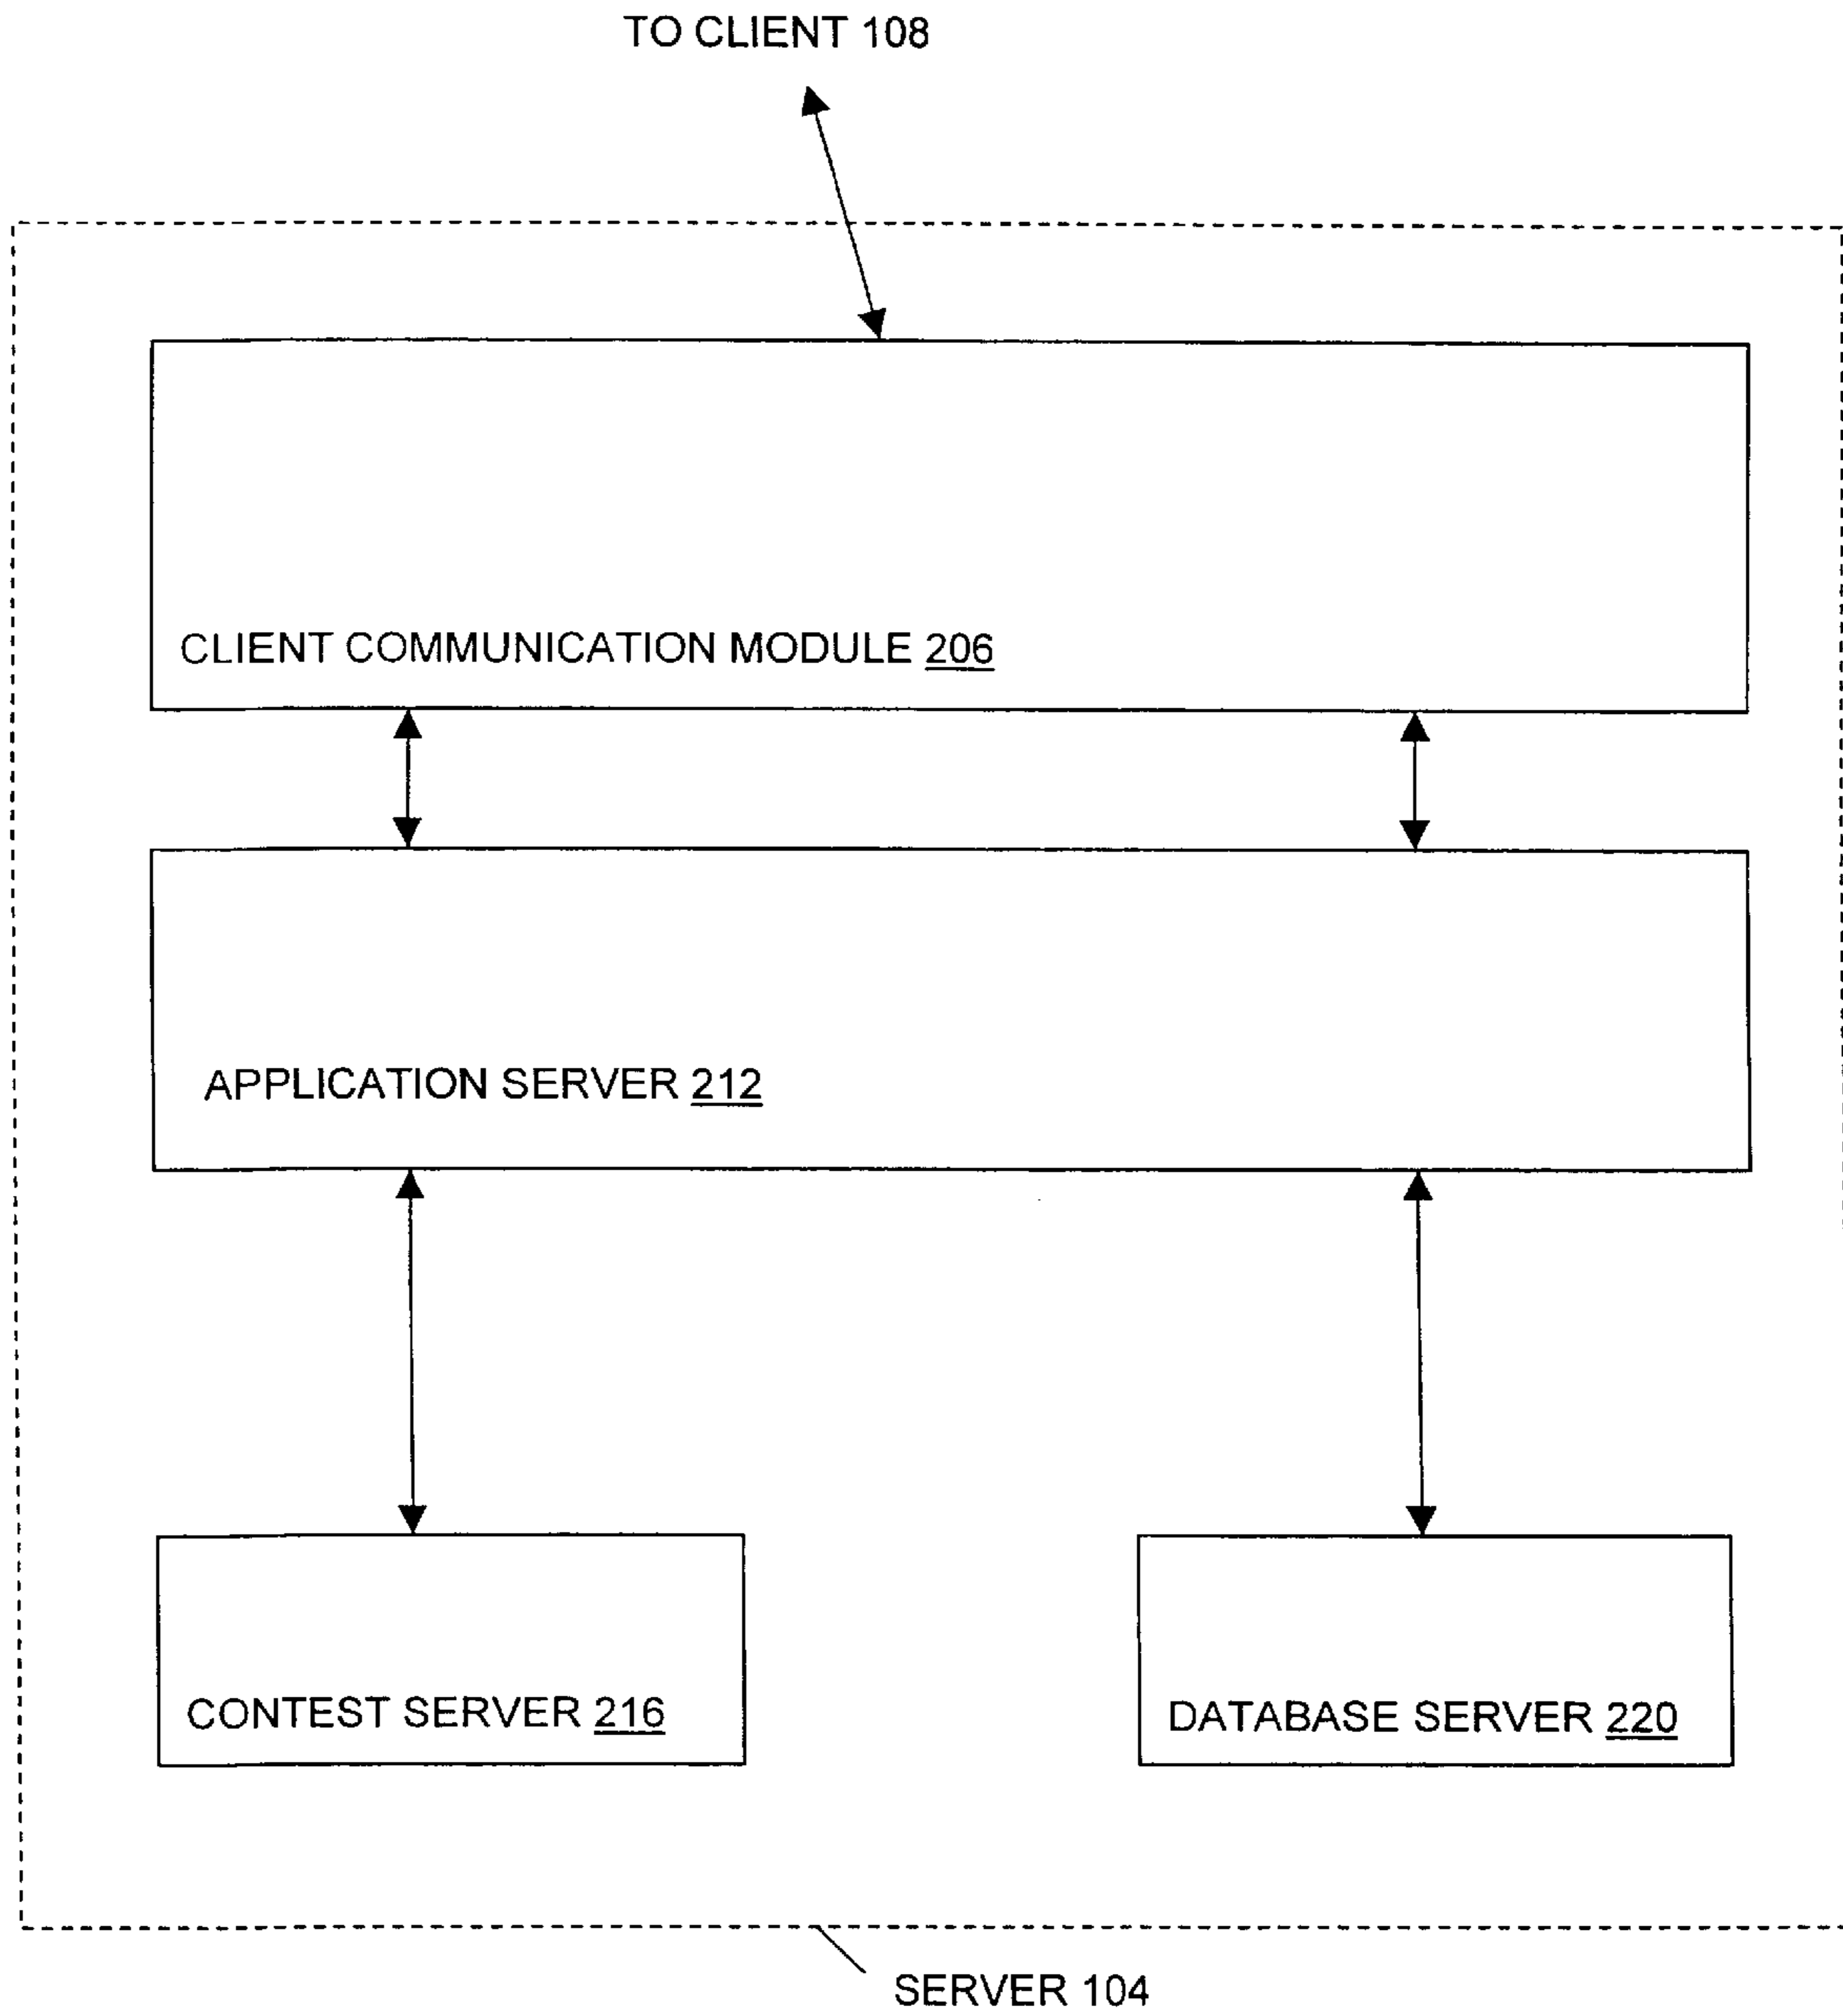 TO CLIENT 108
CLIENT COMMUNICATION MODULE 206
APPLICATION SERVER 212
CONTEST SERVER 216
DATABASE SERVER 220
SERVER 104